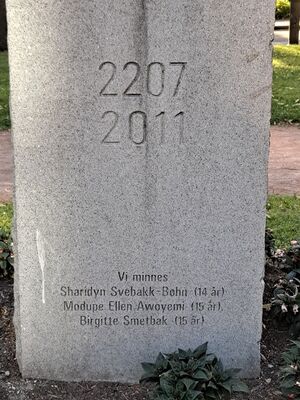 2207
2011
Vi minnes
Sharidyn Svebakk-Bøhn (14 år)
Modupe Ellen Awoyemi (15 år)
Birgitte Smetbak (15 år)